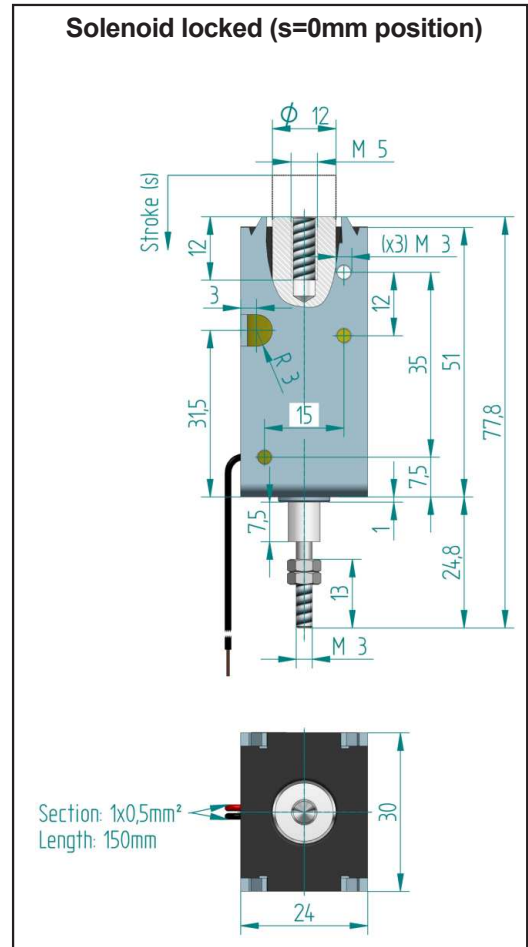 Solenoid locked (s=0mm position)
Φ 12
M 5
Stroke (s)
12
(x3) M 3
3
12
R 3
31,5
15
35
51
77,8
7,5
7,5
1
24,8
13
M 3
Section: 1x0,5mm²
Length: 150mm
30
24